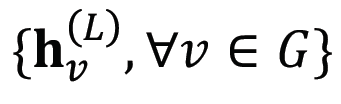 {𝐡_v^{(L)}, ∀v ∈ G}